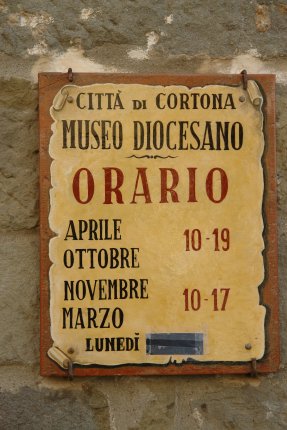 CITTÀ DI CORTONA
MUSEO DIOCESANO
ORARIO
APRILE
OTTOBRE
10-19
NOVEMBRE
MARZO
10-17
LUNEDÌ